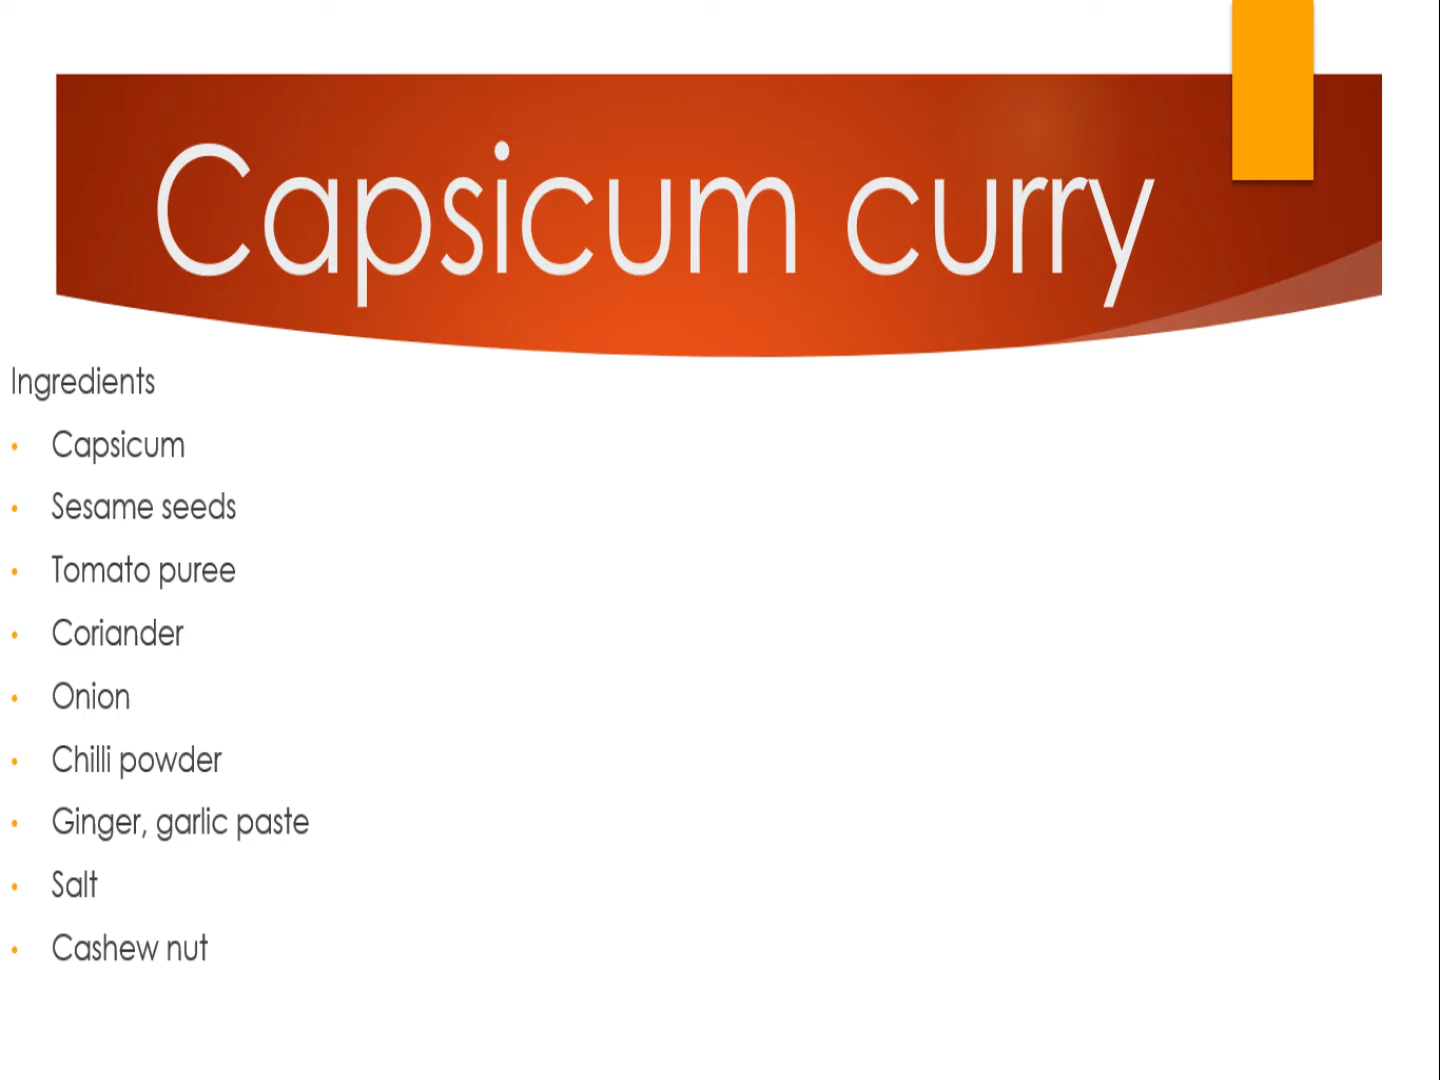 Capsicum curry
Ingredients
• Capsicum
• Sesame seeds
• Tomato puree
• Coriander
• Onion
• Chilli powder
• Ginger, garlic paste
• Salt
• Cashew nut